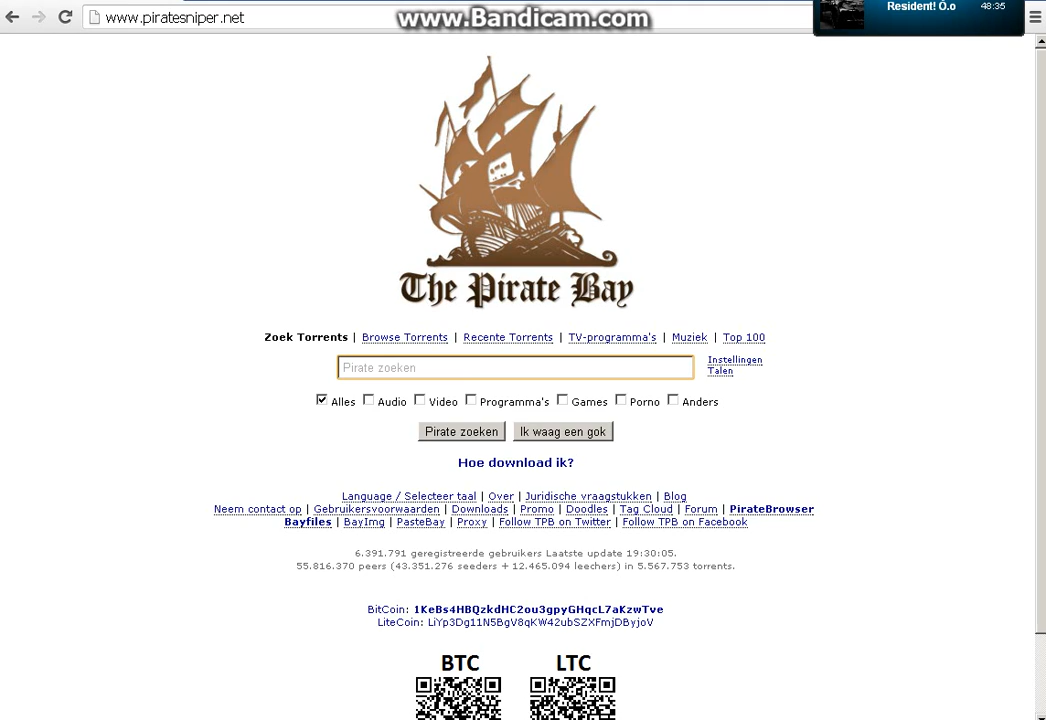 www.piratesniper.net
www.Bandicam.com
Resident! O.o
48:35
The Pirate Bay
Zoek Torrents | Browse Torrents | Recente Torrents | TV-programma's | Muziek | Top 100
Pirate zoeken
Instellingen
Talen
Alles Audio Video Programma's Games Porno Anders
Pirate zoeken Ik waag een gok
Hoe download ik?
Language / Selecteer taal | Over | Juridische vraagstukken | Blog
Neem contact op | Gebruikersvoorwaarden | Downloads | Promo | Doodles | Tag Cloud | Forum | PirateBrowser
Bayfiles | BayImg | PasteBay | Proxy | Follow TPB on Twitter | Follow TPB on Facebook
6.391.791 geregistreerde gebruikers Laatste update 19:30:05.
55.816.370 peers (43.351.276 seeders + 12.465.094 leechers) in 5.567.753 torrents.
BitCoin: 1KeBs4HBQzkdHC2ou3gpyGHqcL7aKzwTve
LiteCoin: LiYp3Dg11N5BgV8qKW42ubSZXFmjDByjoV
BTC LTC